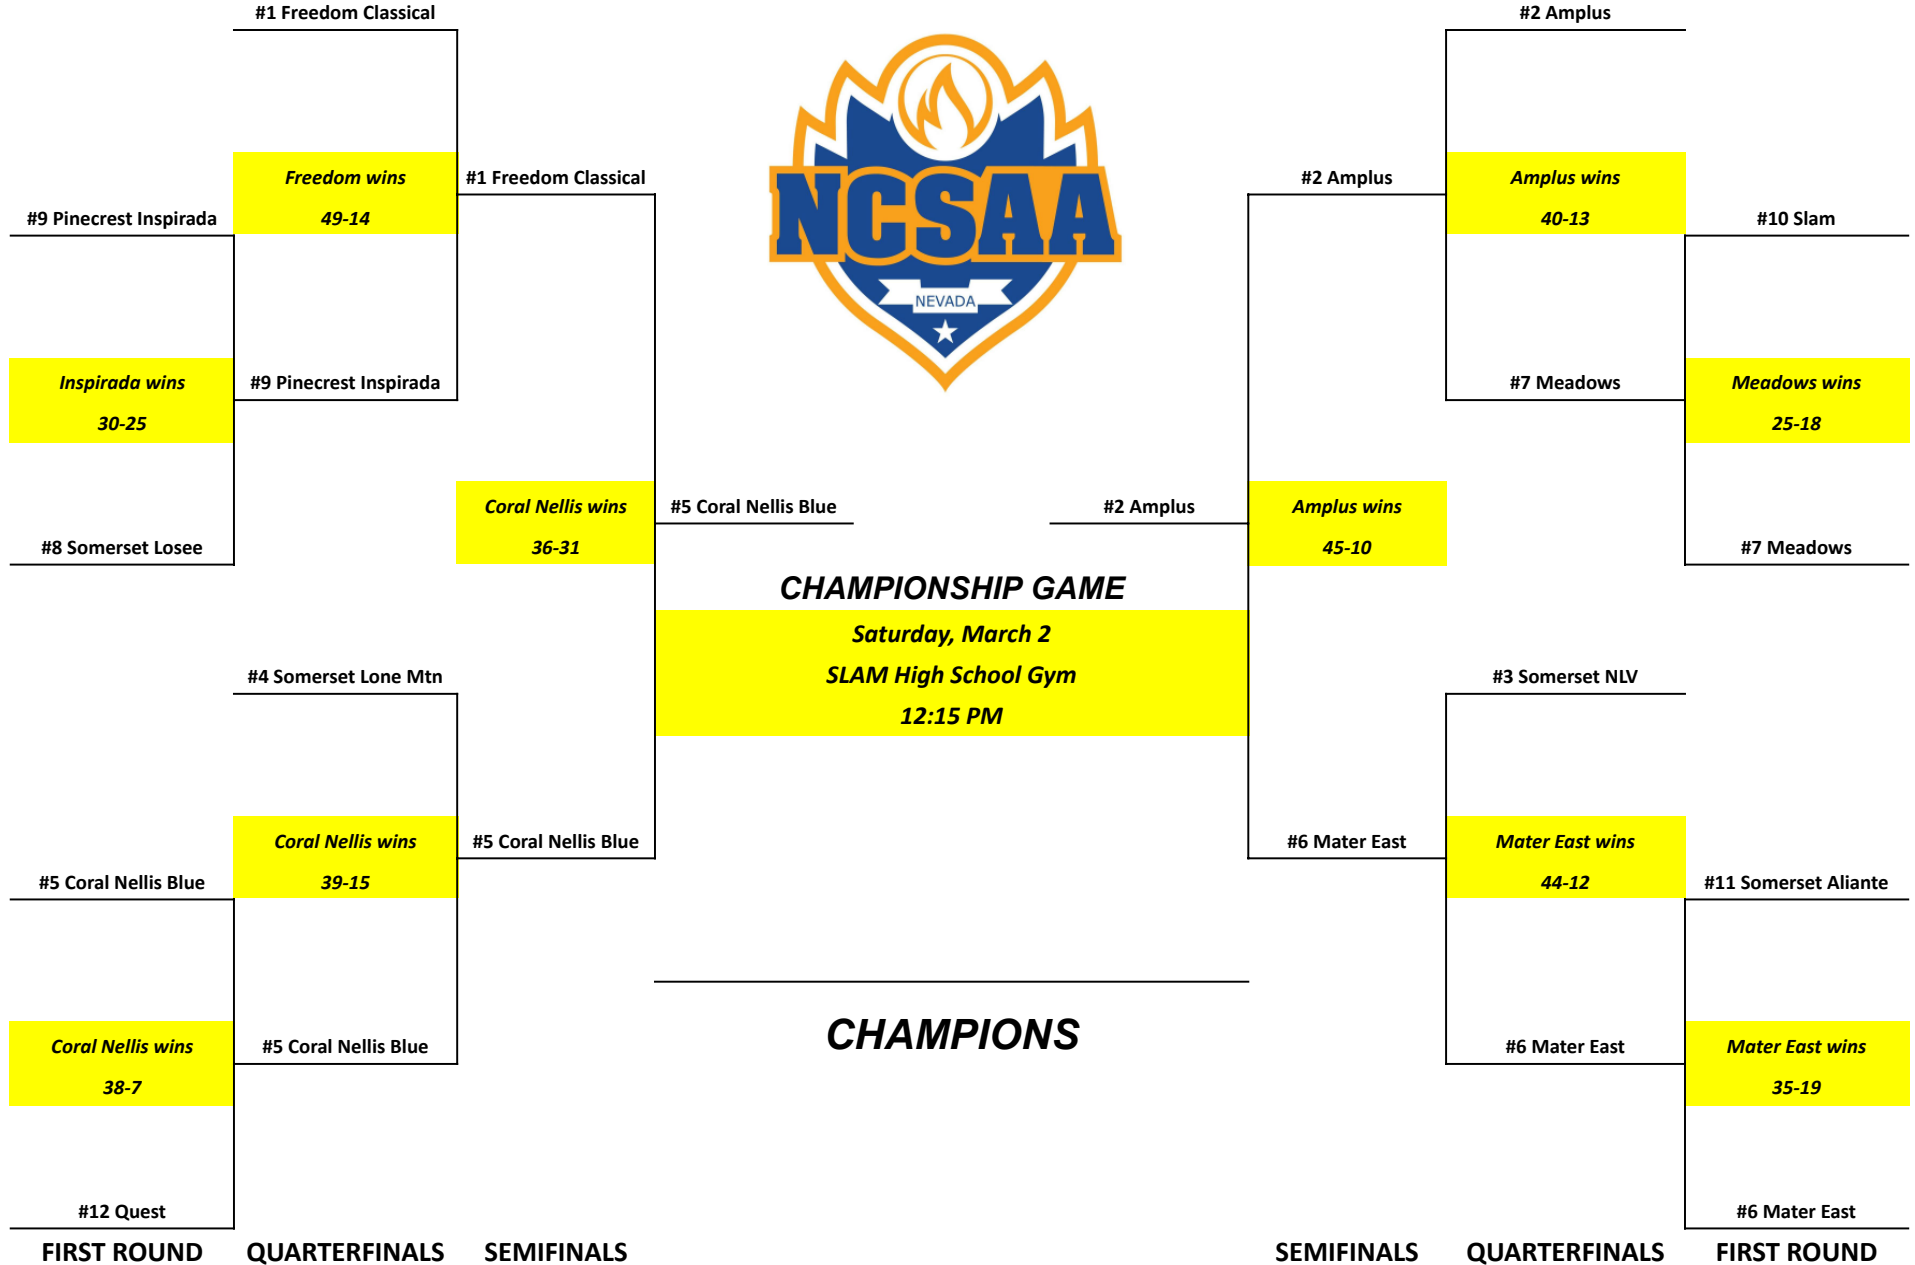 #1 Freedom Classical
#2 Amplus
Freedom wins
49-14
#1 Freedom Classical
#9 Pinecrest Inspirada
NCSAA
NEVADA
#2 Amplus
Amplus wins
40-13
#10 Slam
Inspirada wins
30-25
#9 Pinecrest Inspirada
#7 Meadows
Meadows wins
25-18
#8 Somerset Losee
Coral Nellis wins
36-31
#5 Coral Nellis Blue
#2 Amplus
Amplus wins
45-10
#7 Meadows
CHAMPIONSHIP GAME
Saturday, March 2
SLAM High School Gym
12:15 PM
#4 Somerset Lone Mtn
#3 Somerset NLV
Coral Nellis wins
39-15
#5 Coral Nellis Blue
#5 Coral Nellis Blue
#6 Mater East
Mater East wins
44-12
#11 Somerset Aliante
Coral Nellis wins
38-7
#5 Coral Nellis Blue
CHAMPIONS
#6 Mater East
Mater East wins
35-19
#12 Quest
#6 Mater East
FIRST ROUND
QUARTERFINALS
SEMIFINALS
SEMIFINALS
QUARTERFINALS
FIRST ROUND